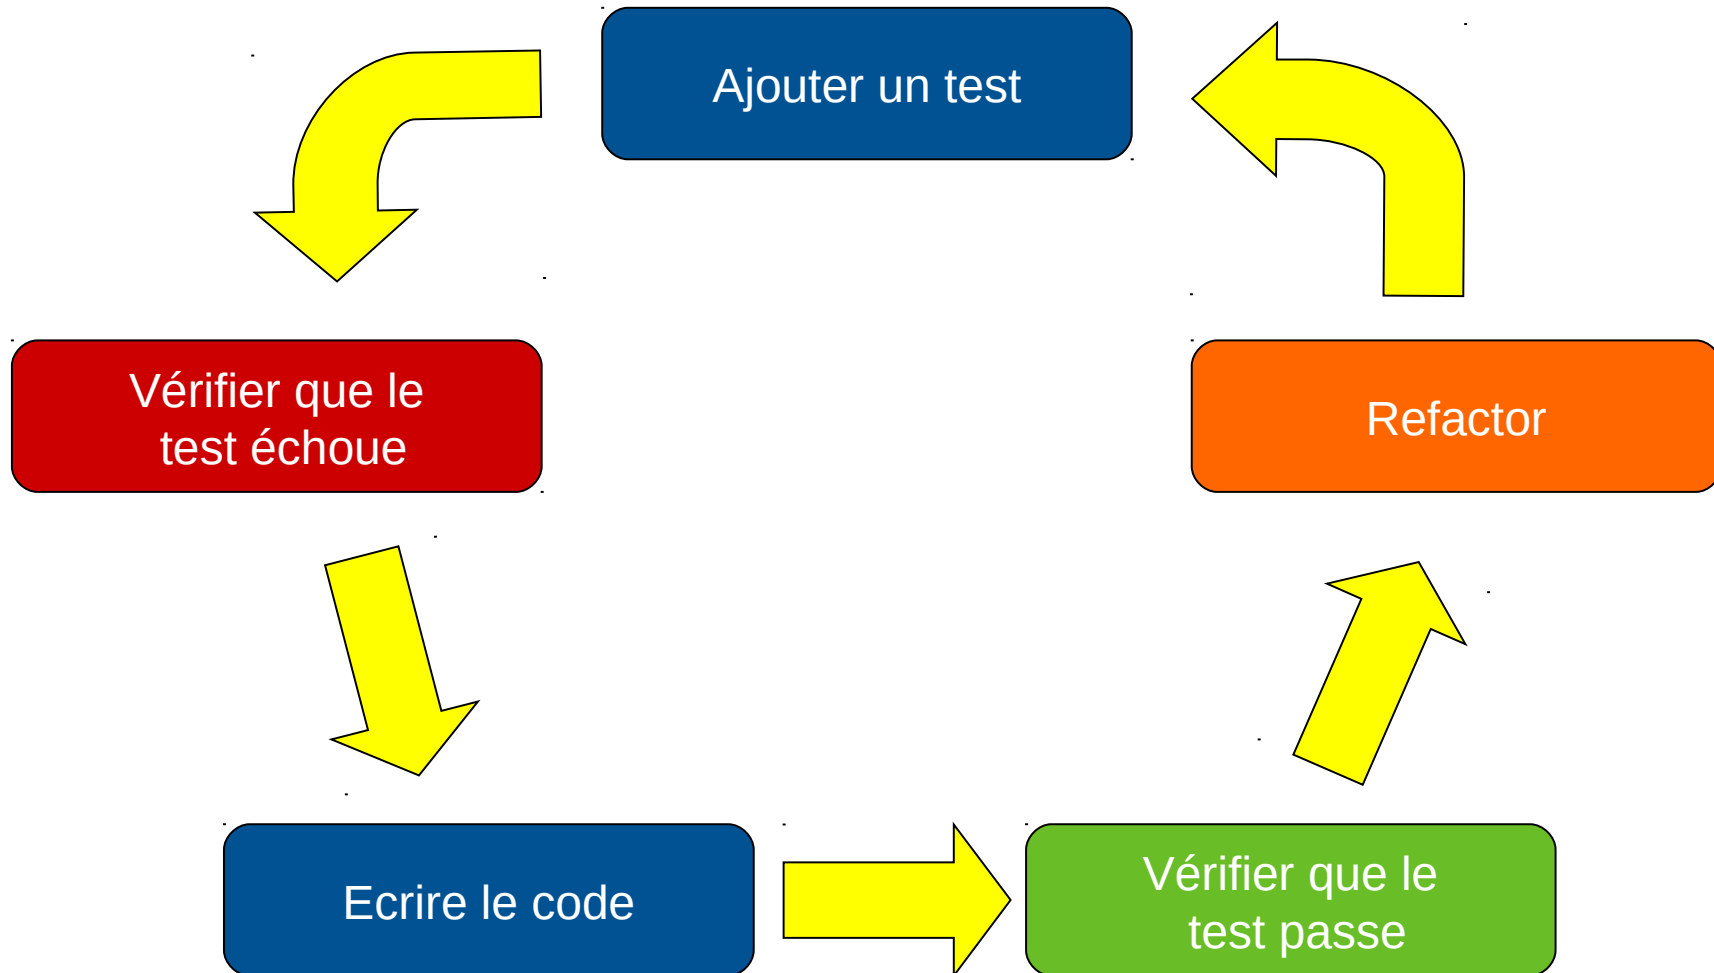 Ajouter un test
Vérifier que le
test échoue
Refactor
Ecrire le code
Vérifier que le
test passe